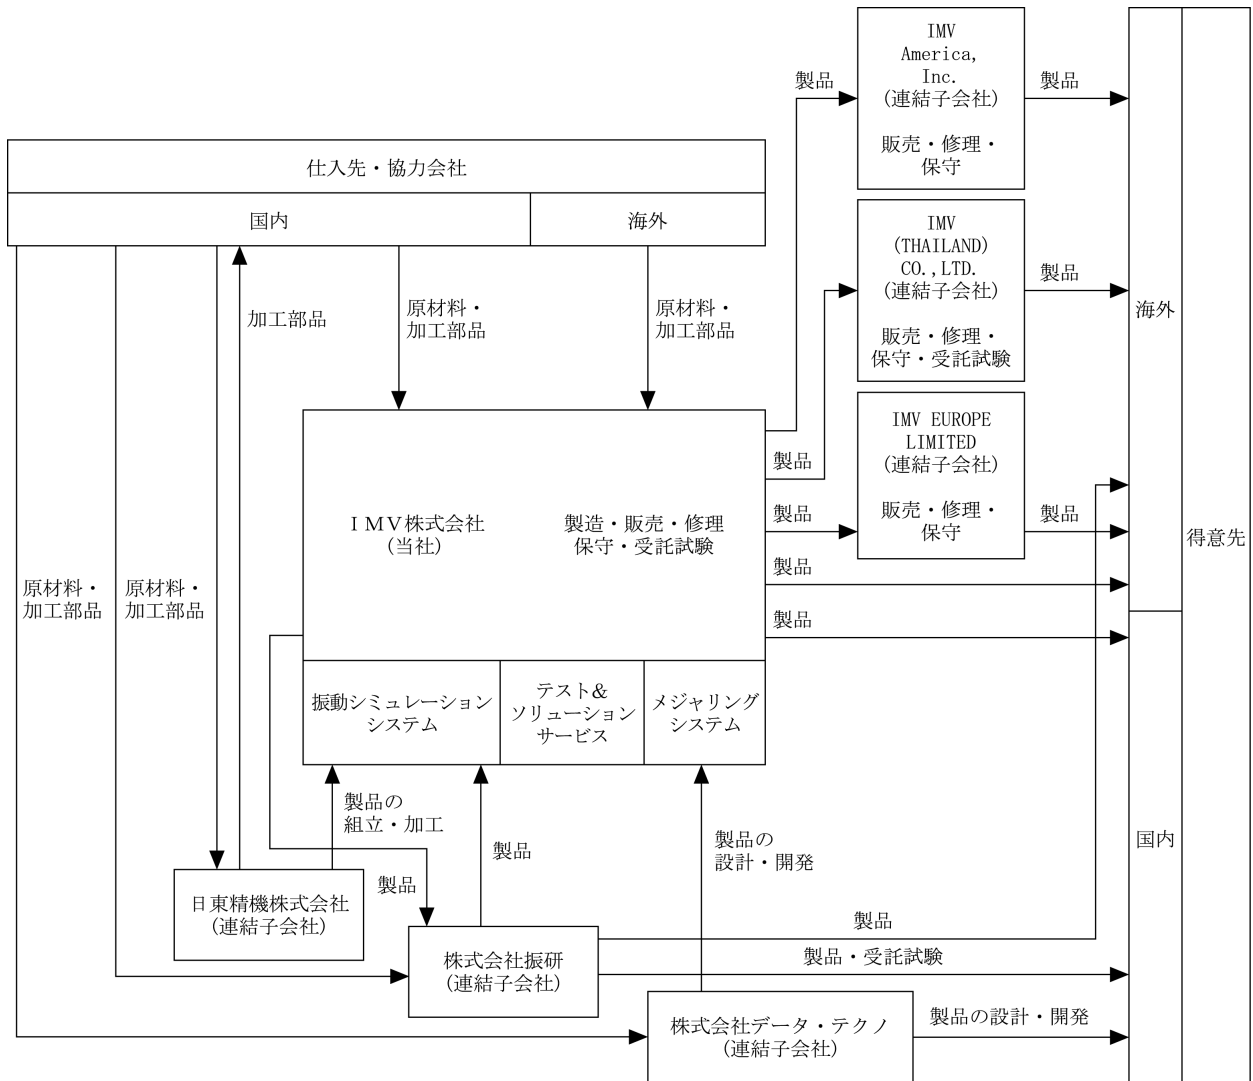 IMV
America,
Inc.
(連結子会社)
販売・修理・
保守
製品
製品
仕入先・協力会社
国内
海外
IMV
(THAILAND)
CO.,LTD.
(連結子会社)
販売・修理・
保守・受託試験
製品
海外
加工部品
原材料・
加工部品
原材料・
加工部品
IMV EUROPE
LIMITED
(連結子会社)
販売・修理・
保守
製品
製品
製品
得意先
ＩＭＶ株式会社
(当社)
製造・販売・修理
保守・受託試験
製品
製品
原材料・
加工部品
原材料・
加工部品
振動シミュレーション
システム
テスト&
ソリューション
サービス
メジャリング
システム
製品の
組立・加工
製品
製品の
設計・開発
国内
製品
日東精機株式会社
(連結子会社)
製品
株式会社振研
(連結子会社)
製品・受託試験
株式会社データ・テクノ
(連結子会社)
製品の設計・開発